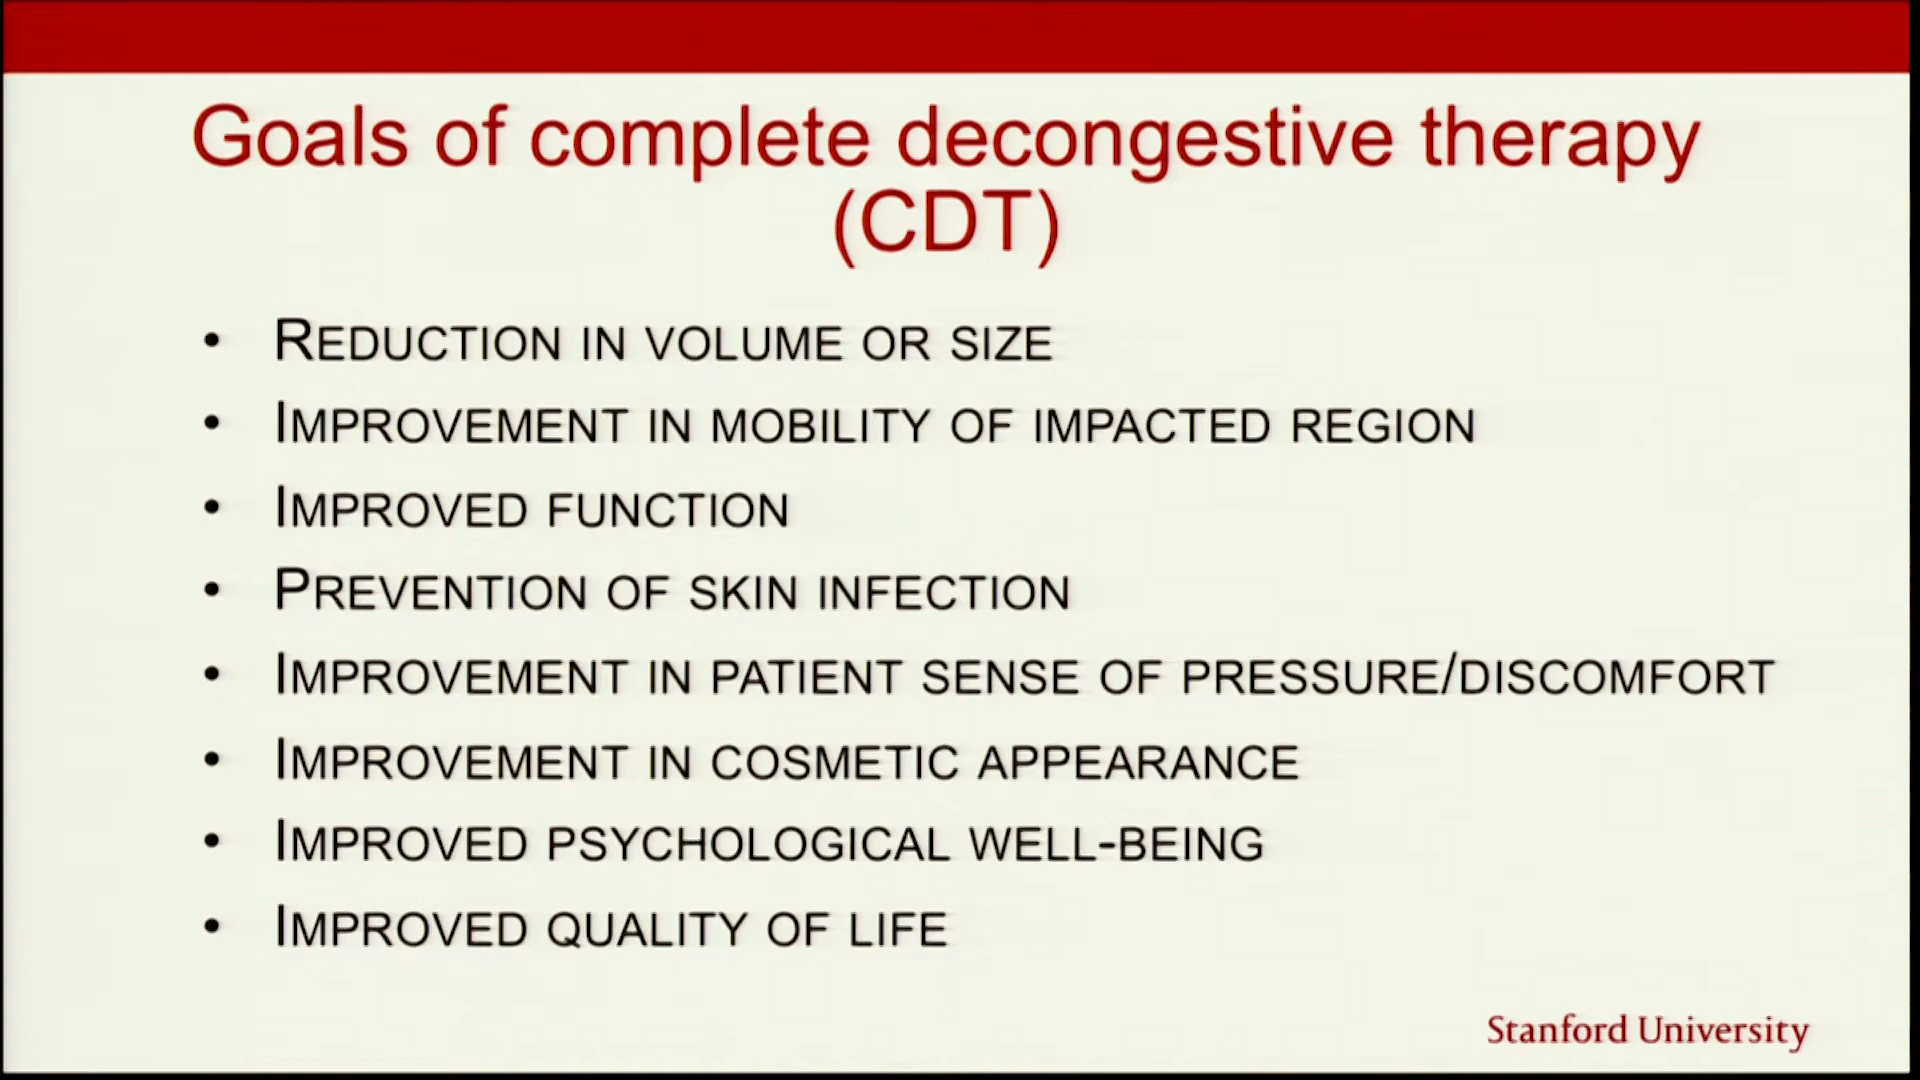 Goals of complete decongestive therapy
(CDT)
• REDUCTION IN VOLUME OR SIZE
• IMPROVEMENT IN MOBILITY OF IMPACTED REGION
• IMPROVED FUNCTION
• PREVENTION OF SKIN INFECTION
• IMPROVEMENT IN PATIENT SENSE OF PRESSURE/DISCOMFORT
• IMPROVEMENT IN COSMETIC APPEARANCE
• IMPROVED PSYCHOLOGICAL WELL-BEING
• IMPROVED QUALITY OF LIFE
Stanford University